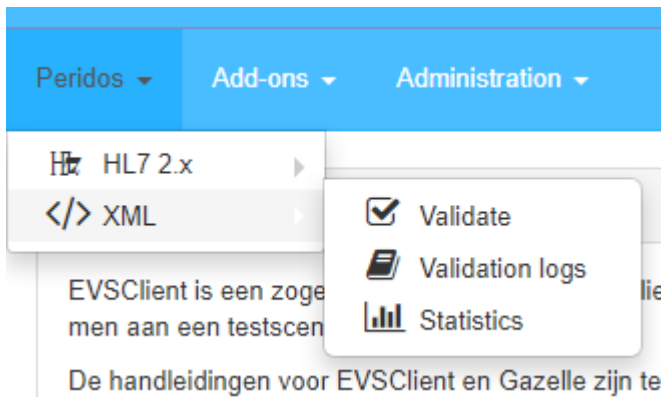 Peridos Add-ons Administration
HL7 2.x
</> XML
Validate
Validation logs
Statistics
EVSClient is een zoge
men aan een testscen
De handleidingen voor EVSClient en Gazelle zijn te